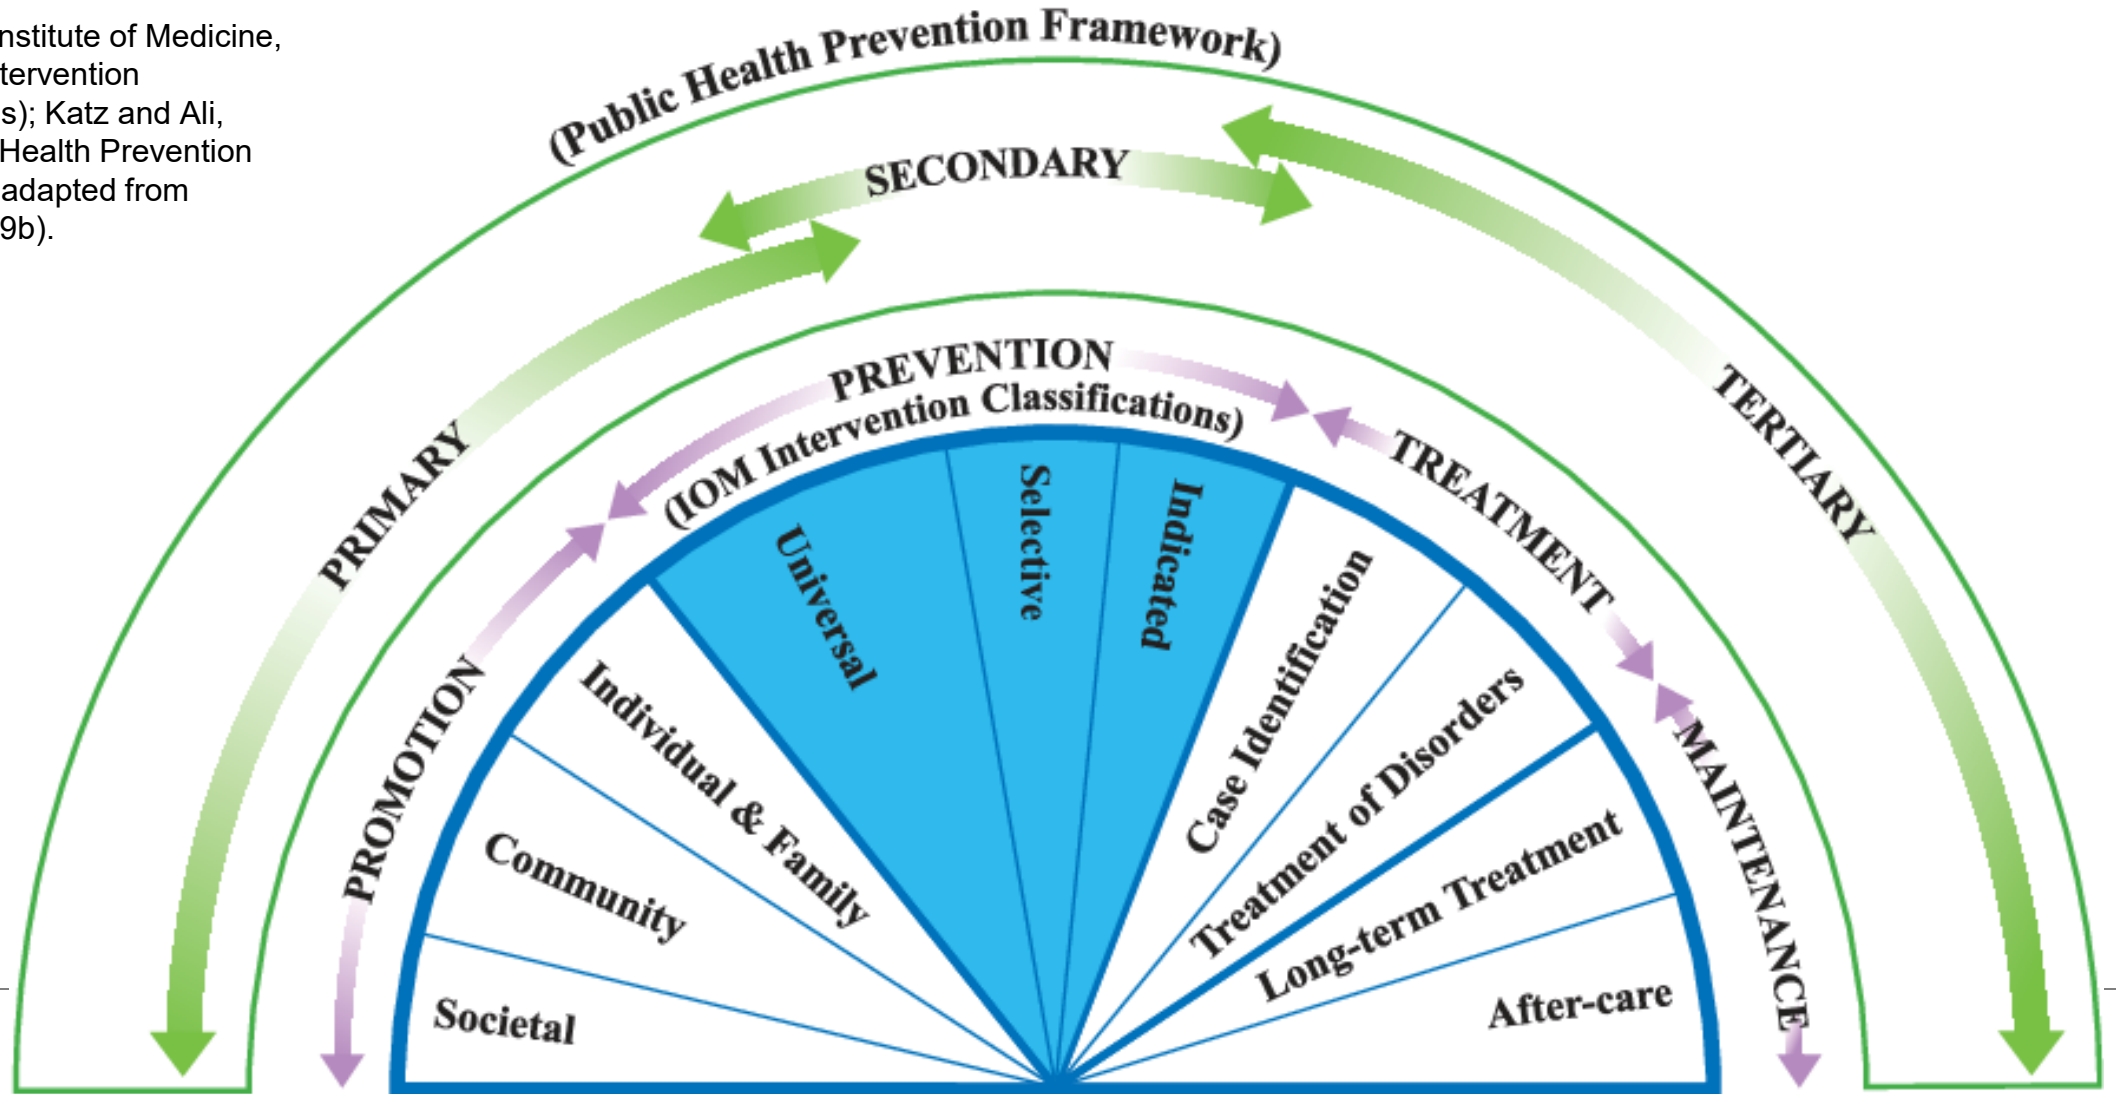 nstitute of Medicine,
tervention
s); Katz and Ali,
Health Prevention
adapted from
9b).
(Public Health Prevention Framework)
PRIMARY
SECONDARY
TERTIARY
PROMOTION
PREVENTION
(IOM Intervention Classifications)
TREATMENT
MAINTENANCE
Societal
Community
Individual & Family
Universal
Selective
Indicated
Case Identification
Treatment of Disorders
Long-term Treatment
After-care